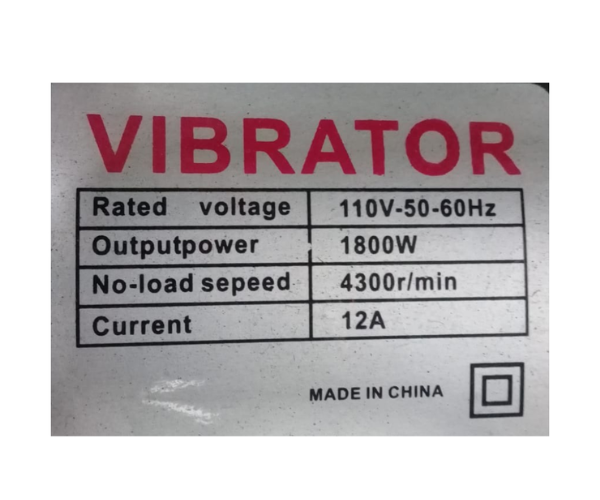 VIBRATOR
Rated voltage 110V-50-60Hz
Outputpower 1800W
No-load sepeed 4300r/min
Current 12A
MADE IN CHINA